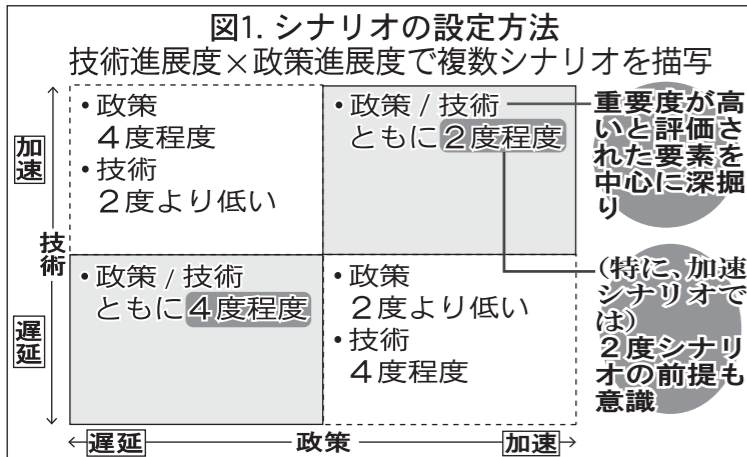 図1. シナリオの設定方法
技術進展度×政策進展度で複数シナリオを描写
・政策
４度程度
・技術
２度より低い
・政策 / 技術
ともに２度程度
重要度が高
いと評価さ
れた要素を
中心に深掘
り
加速
技術
遅延
・政策 / 技術
ともに４度程度
・政策
２度より低い
・技術
４度程度
(特に、加速
シナリオで
は)
２度シナリ
オの前提も
意識
遅延
政策
加速